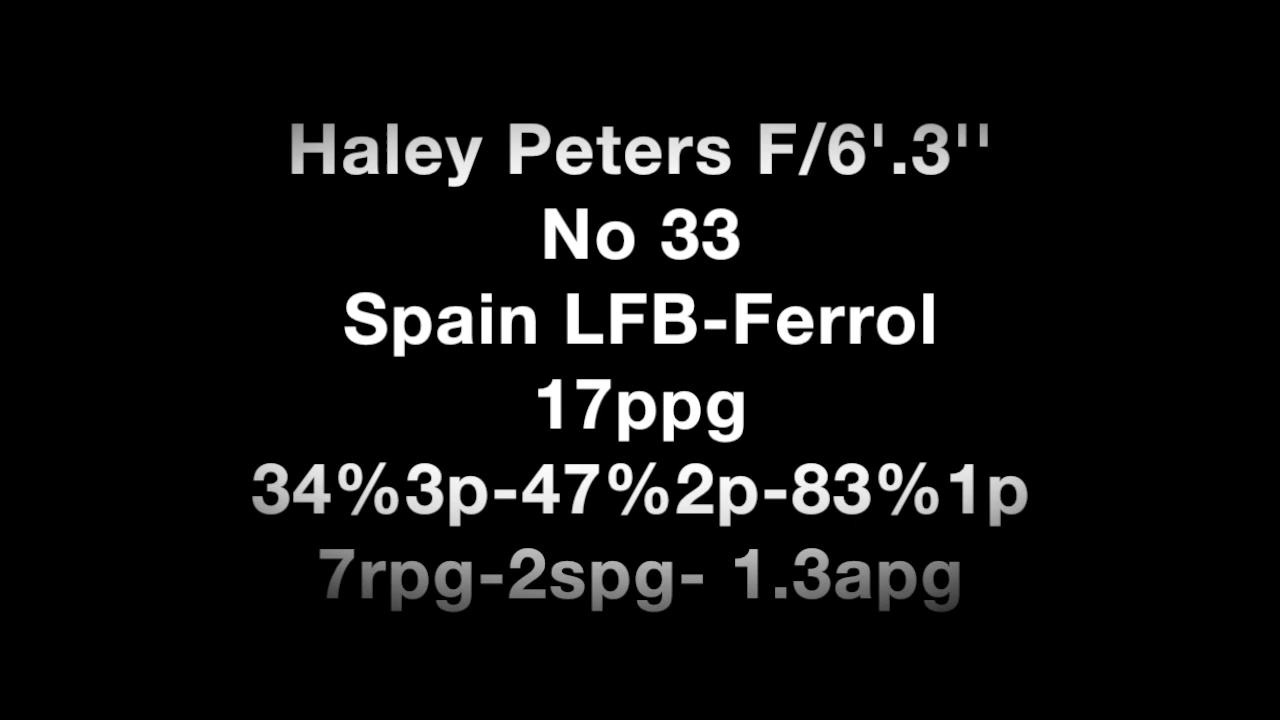 Haley Peters F/6'.3''
No 33
Spain LFB-Ferrol
17ppg
34%3p-47%2p-83%1p
7rpg-2spg- 1.3apg